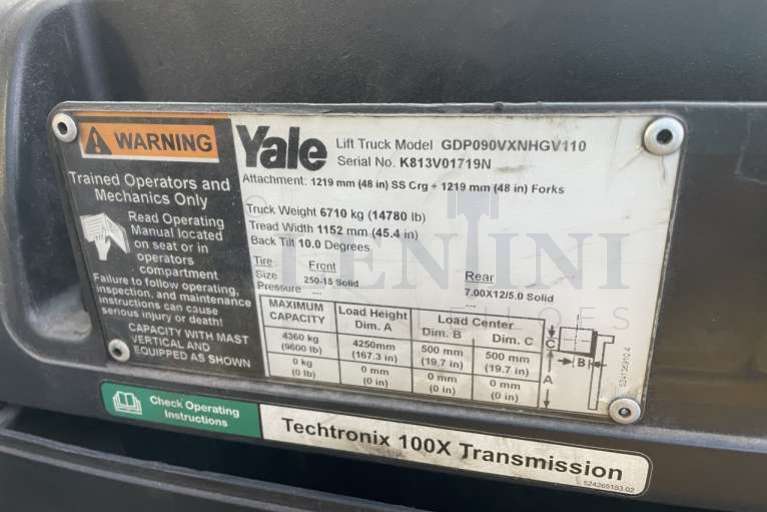 WARNING
Trained Operators and
Mechanics Only
Read Operating
Manual located
on seat or in
operators
compartment
Failure to follow operating,
inspection, and maintenance
instructions can cause
serious injury or death!
CAPACITY WITH MAST
VERTICAL AND
EQUIPPED AS SHOWN
Yale Lift Truck Model GDP090VXNHGV110
Serial No. K813V01719N
Attachment: 1219 mm (48 in) SS Crg + 1219 mm (48 in) Forks
Truck Weight 6710 kg (14780 lb)
Tread Width 1152 mm (45.4 in)
Back Tilt 10.0 Degrees.
Tire Front Rear
Size 250-15 Solid 7.00X12/5.0 Solid
Pressure ---- ----
MAXIMUM CAPACITY Load Height Dim. A Load Center Dim. B Dim. C
4360 kg (9600 lb) 4250mm (167.3 in) 500 mm (19.7 in) 500 mm (19.7 in)
0 kg (0 lb) 0 mm (0 in) 0 mm (0 in) 0 mm (0 in)
C
B
A
Check Operating
Instructions
Techtronix 100X Transmission
524265183-02